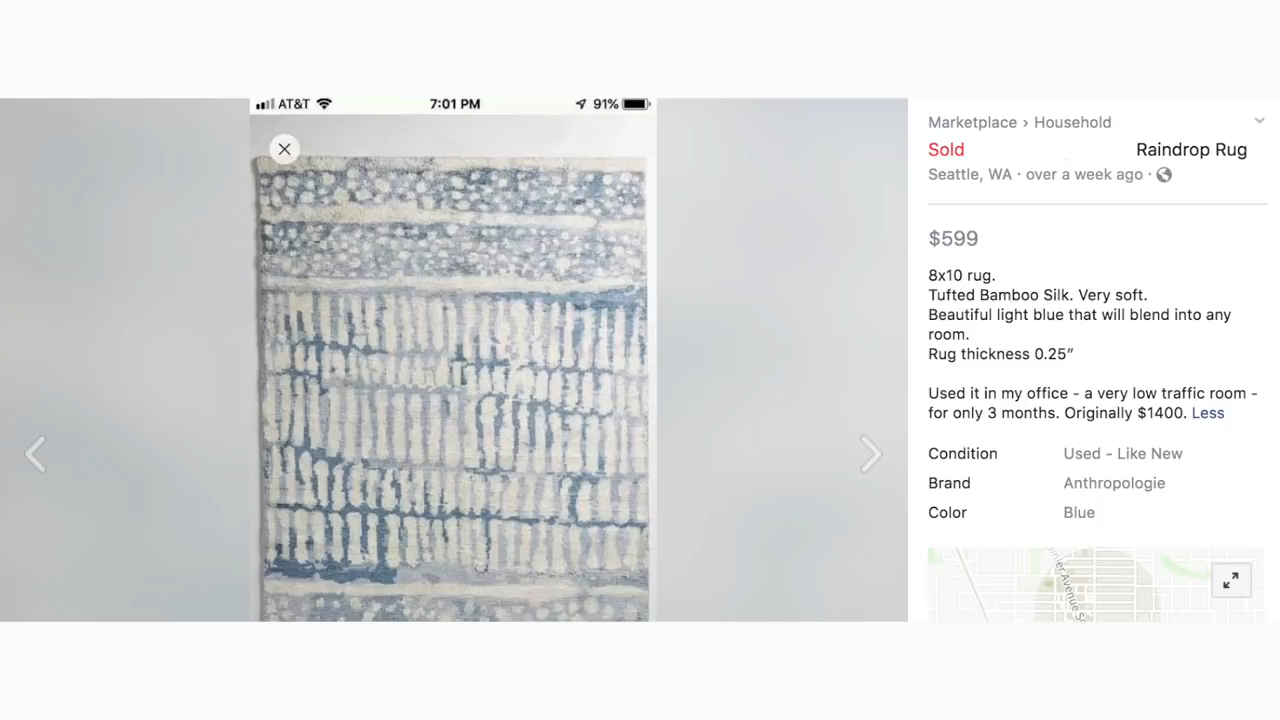 AT&T 7:01 PM 91%
Marketplace › Household
Sold Raindrop Rug
Seattle, WA · over a week ago ·
$599
8x10 rug.
Tufted Bamboo Silk. Very soft.
Beautiful light blue that will blend into any
room.
Rug thickness 0.25”
Used it in my office - a very low traffic room -
for only 3 months. Originally $1400. Less
Condition Used - Like New
Brand Anthropologie
Color Blue
Avenue S